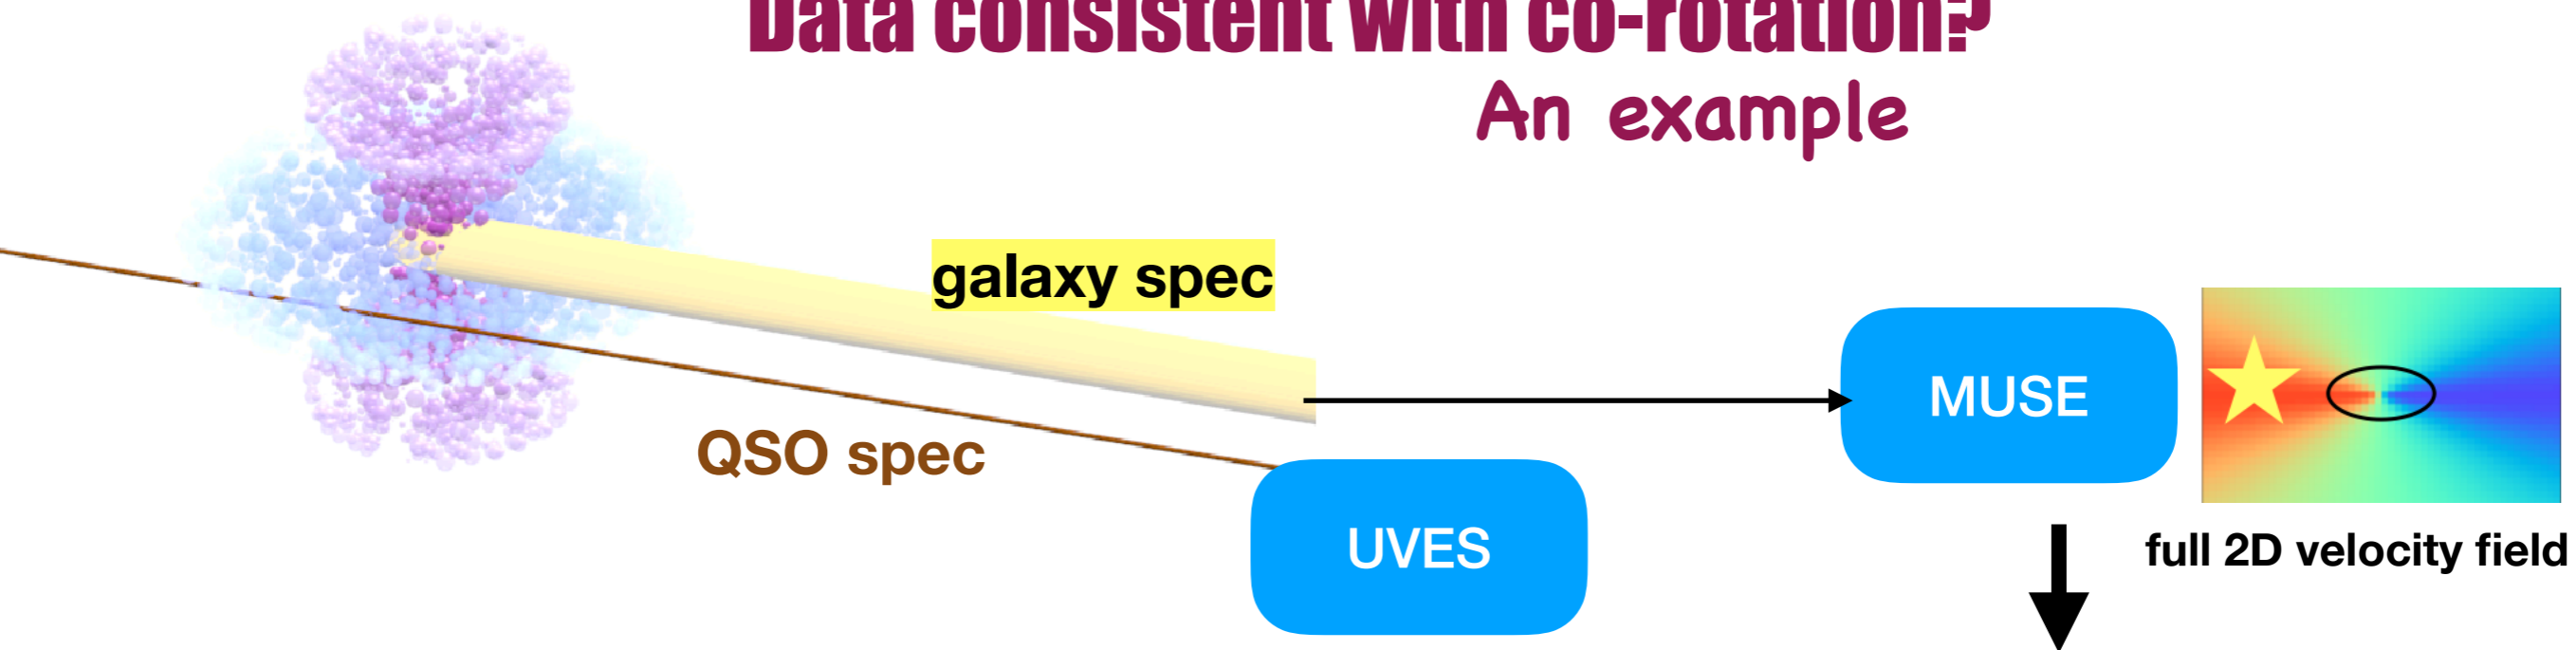 Data consistent with co-rotation?
An example
galaxy spec
QSO spec
MUSE
UVES
full 2D velocity field